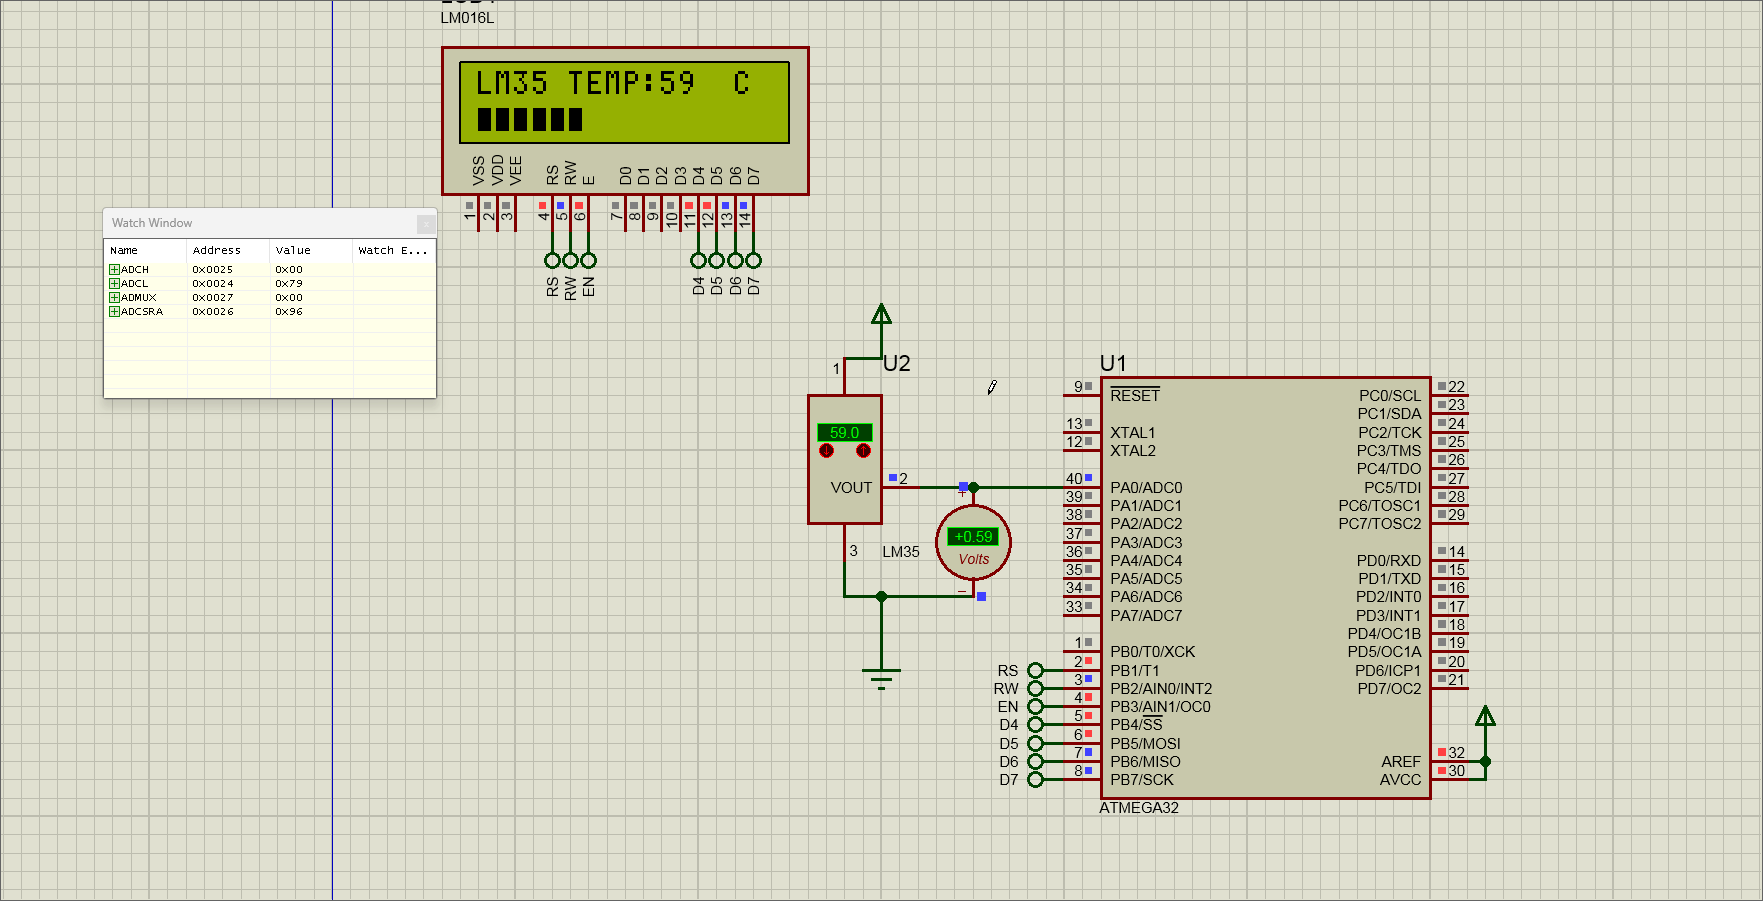 LM016L
LM35 TEMP:59 C
VSS VDD VEE RS RW E D0 D1 D2 D3 D4 D5 D6 D7
1 2 3 4 5 6 7 8 9 10 11 12 13 14
RS RW EN D4 D5 D6 D7
Watch Window
x
Name Address Value Watch E...
ADCH 0x0025 0x00
ADCL 0x0024 0x79
ADMUX 0x0027 0x00
ADCSRA 0x0026 0x96
U2
1
59.0
VOUT 2
3 LM35
+
+0.59
Volts
−
U1
9 RESET PC0/SCL 22
PC1/SDA 23
13 XTAL1 PC2/TCK 24
12 XTAL2 PC3/TMS 25
PC4/TDO 26
40 PA0/ADC0 PC5/TDI 27
39 PA1/ADC1 PC6/TOSC1 28
38 PA2/ADC2 PC7/TOSC2 29
37 PA3/ADC3
36 PA4/ADC4 PD0/RXD 14
35 PA5/ADC5 PD1/TXD 15
34 PA6/ADC6 PD2/INT0 16
33 PA7/ADC7 PD3/INT1 17
PD4/OC1B 18
1 PB0/T0/XCK PD5/OC1A 19
RS 2 PB1/T1 PD6/ICP1 20
RW 3 PB2/AIN0/INT2 PD7/OC2 21
EN 4 PB3/AIN1/OC0
D4 5 PB4/SS
D5 6 PB5/MOSI
D6 7 PB6/MISO AREF 32
D7 8 PB7/SCK AVCC 30
ATMEGA32